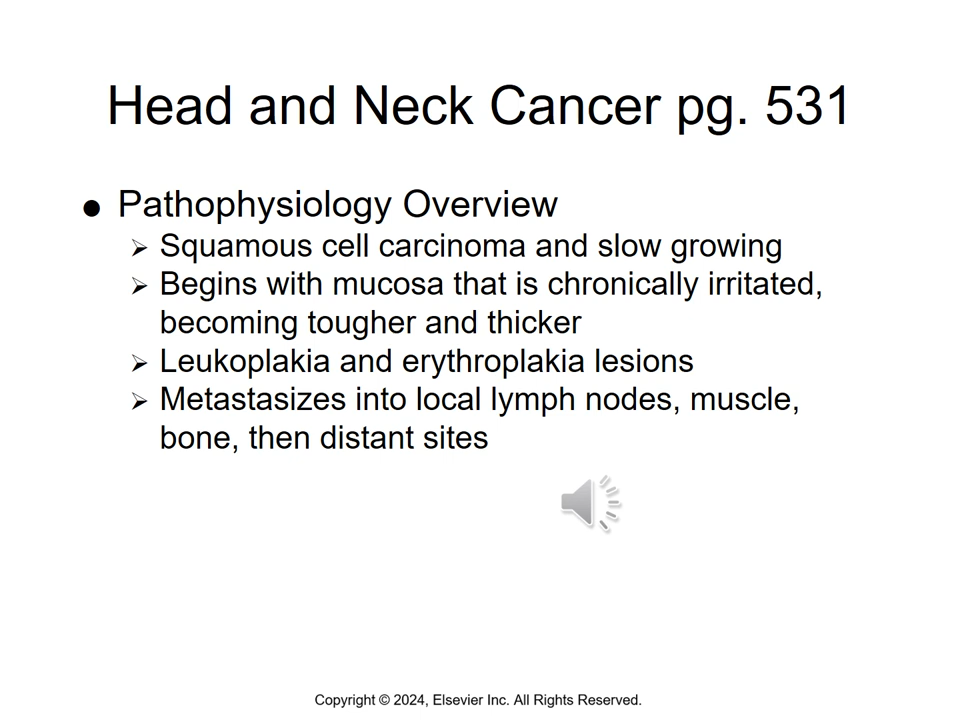 Head and Neck Cancer pg. 531
● Pathophysiology Overview
➢ Squamous cell carcinoma and slow growing
➢ Begins with mucosa that is chronically irritated,
becoming tougher and thicker
➢ Leukoplakia and erythroplakia lesions
➢ Metastasizes into local lymph nodes, muscle,
bone, then distant sites
Copyright © 2024, Elsevier Inc. All Rights Reserved.